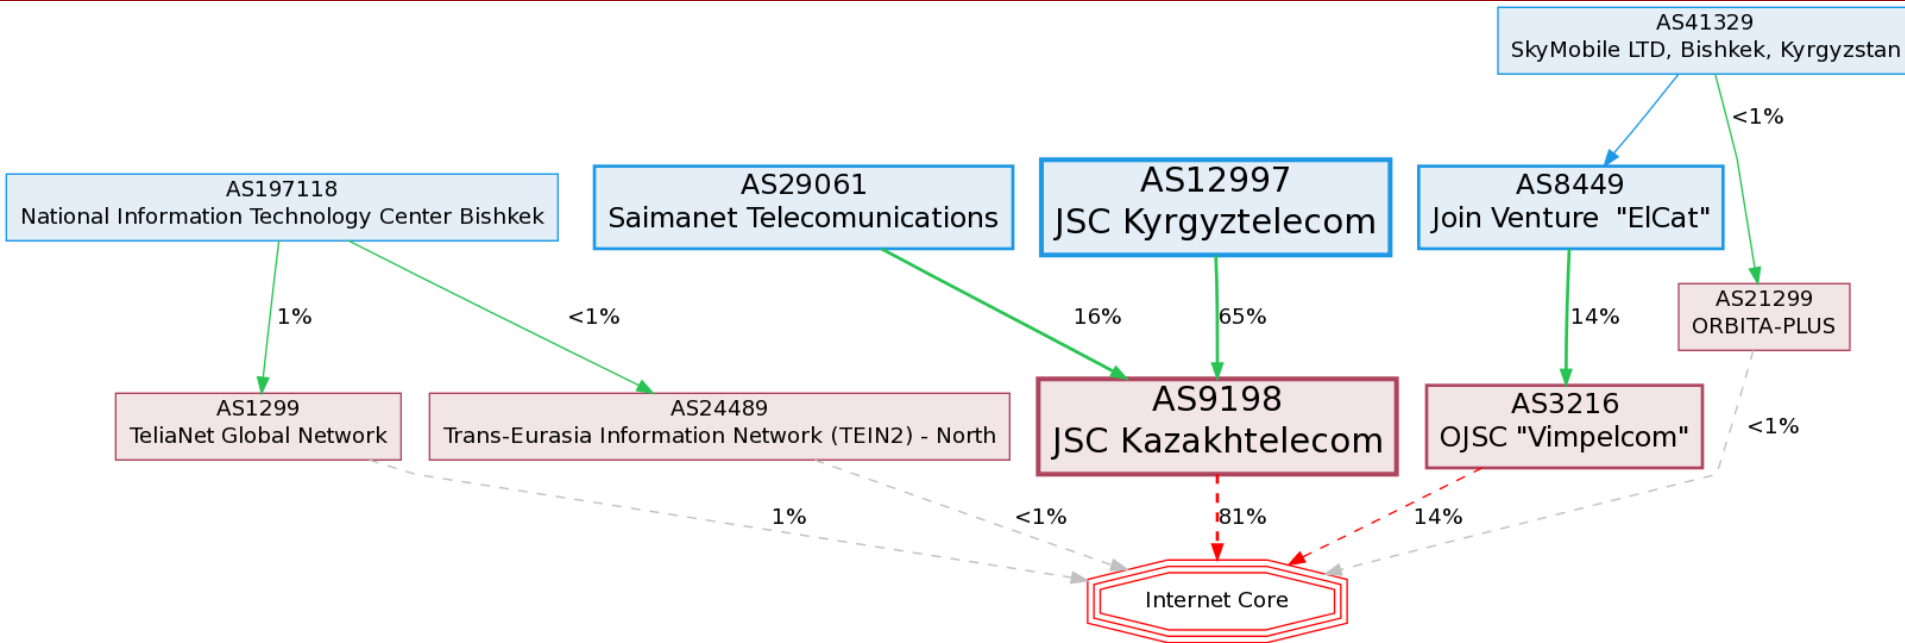 AS41329
SkyMobile LTD, Bishkek, Kyrgyzstan
<1%
AS197118
National Information Technology Center Bishkek
AS29061
Saimanet Telecomunications
AS12997
JSC Kyrgyztelecom
AS8449
Join Venture  "ElCat"
1%
<1%
16%
65%
14%
AS21299
ORBITA-PLUS
AS1299
TeliaNet Global Network
AS24489
Trans-Eurasia Information Network (TEIN2) - North
AS9198
JSC Kazakhtelecom
AS3216
OJSC "Vimpelcom"
<1%
1%
<1%
81%
14%
Internet Core